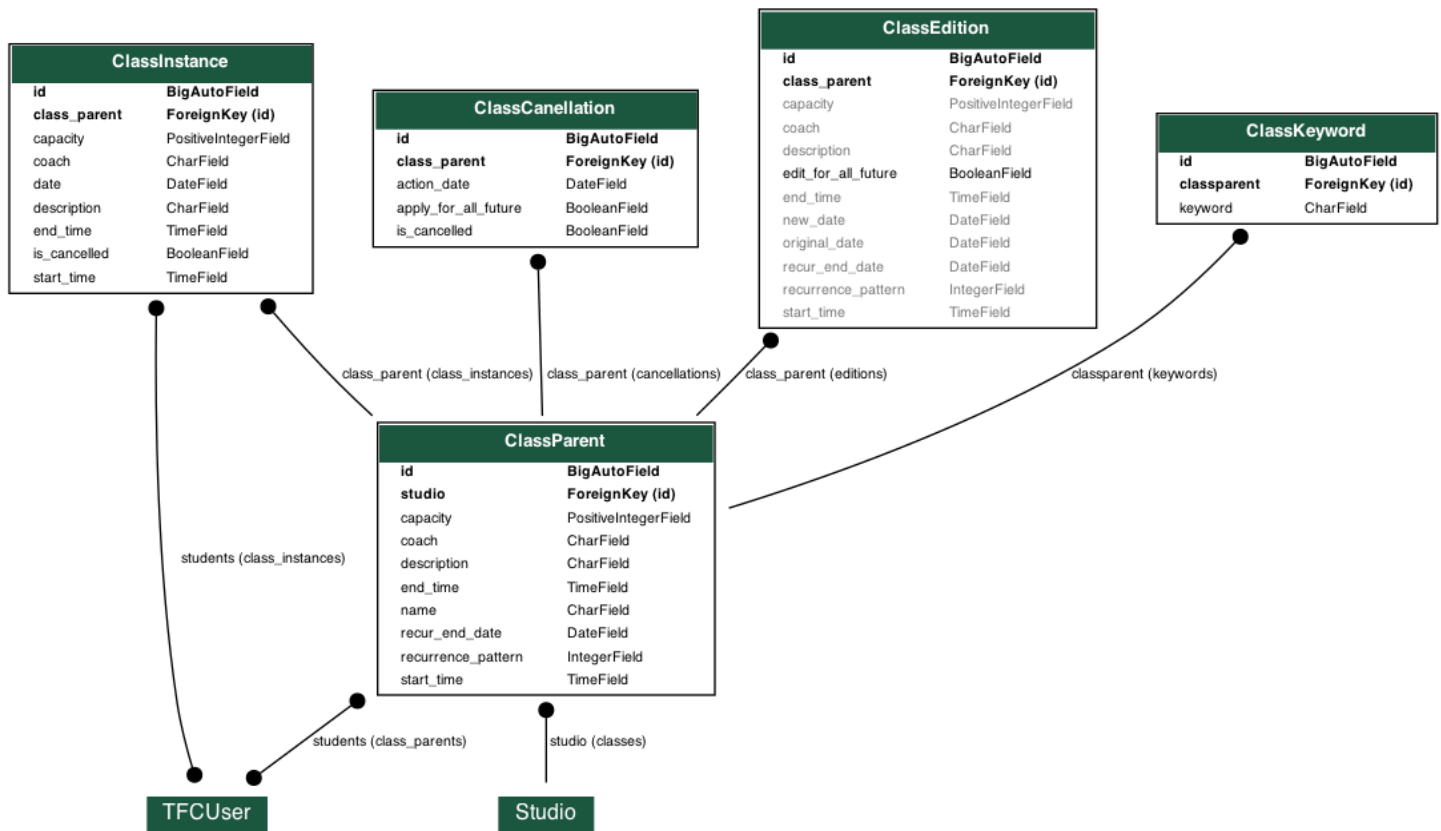 ClassInstance
id BigAutoField
class_parent ForeignKey (id)
capacity PositiveIntegerField
coach CharField
date DateField
description CharField
end_time TimeField
is_cancelled BooleanField
start_time TimeField
ClassCanellation
id BigAutoField
class_parent ForeignKey (id)
action_date DateField
apply_for_all_future BooleanField
is_cancelled BooleanField
ClassEdition
id BigAutoField
class_parent ForeignKey (id)
capacity PositiveIntegerField
coach CharField
description CharField
edit_for_all_future BooleanField
end_time TimeField
new_date DateField
original_date DateField
recur_end_date DateField
recurrence_pattern IntegerField
start_time TimeField
ClassKeyword
id BigAutoField
classparent ForeignKey (id)
keyword CharField
class_parent (class_instances)
class_parent (cancellations)
class_parent (editions)
classparent (keywords)
ClassParent
id BigAutoField
studio ForeignKey (id)
capacity PositiveIntegerField
coach CharField
description CharField
end_time TimeField
name CharField
recur_end_date DateField
recurrence_pattern IntegerField
start_time TimeField
students (class_instances)
students (class_parents)
studio (classes)
TFCUser
Studio